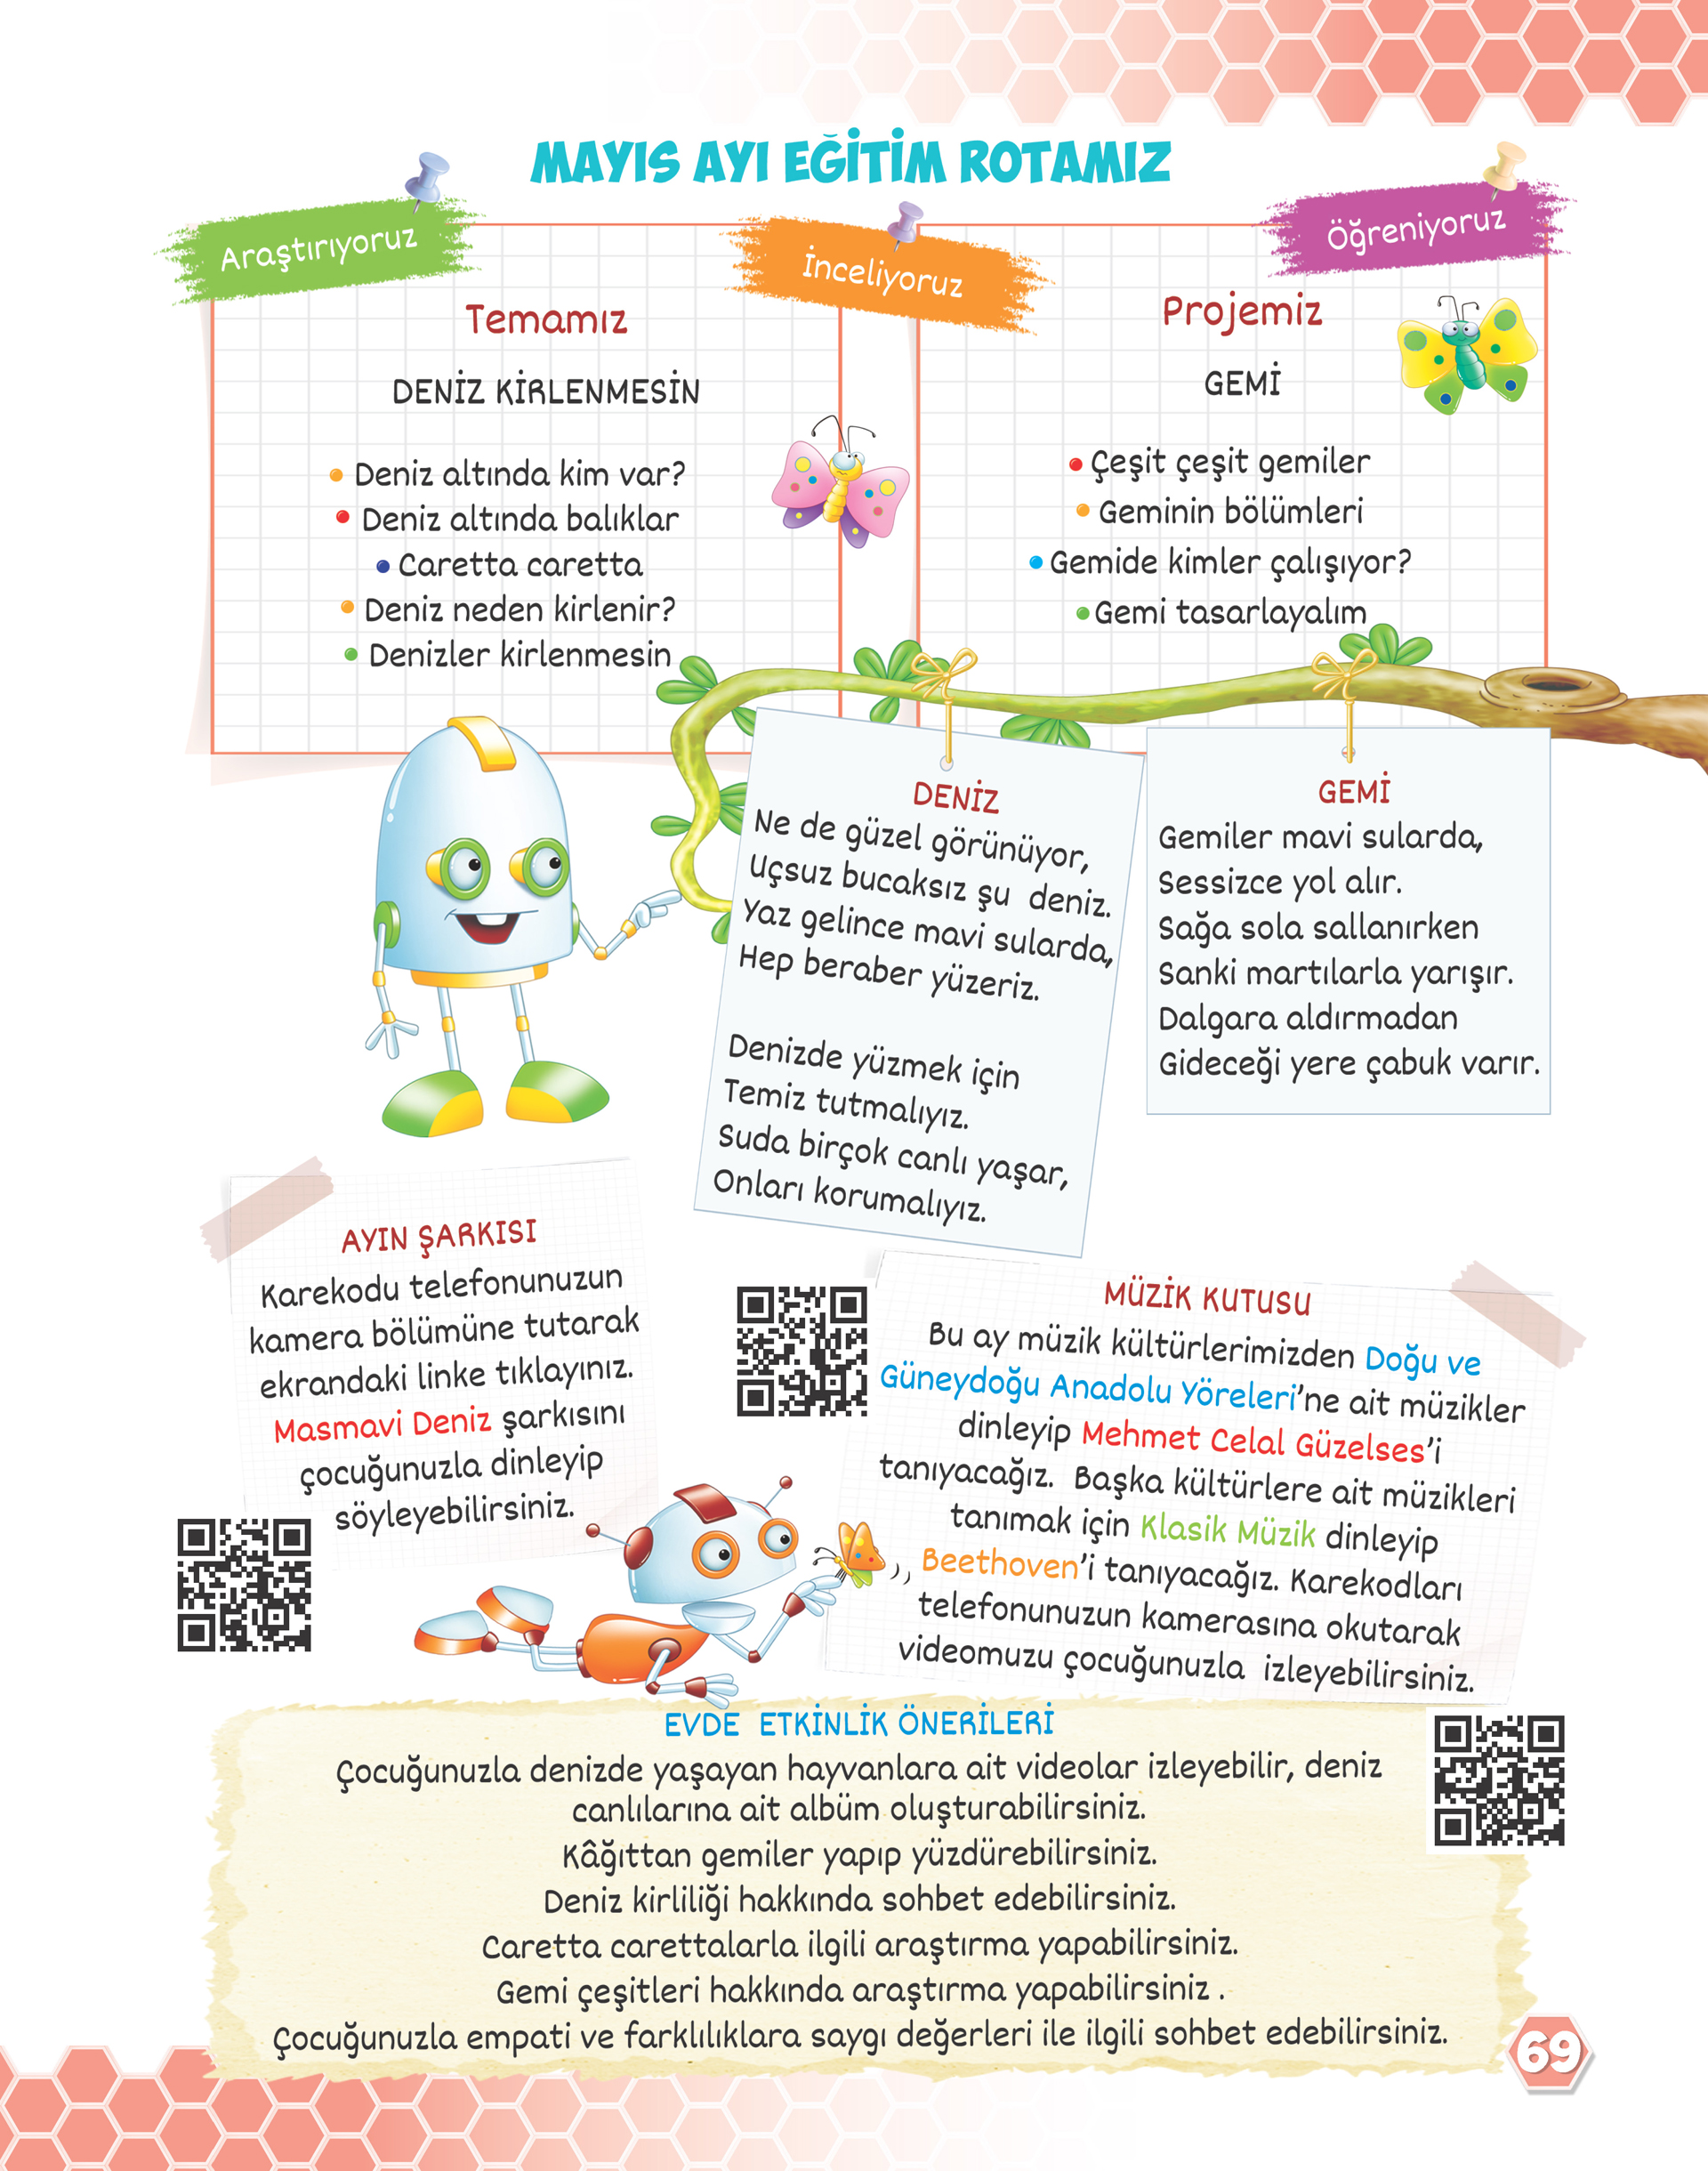 MAYIS AYI EĞİTİM ROTAMIZ
Araştırıyoruz
İnceliyoruz
Öğreniyoruz
Temamız
DENİZ KİRLENMESİN
Deniz altında kim var?
Deniz altında balıklar
Caretta caretta
Deniz neden kirlenir?
Denizler kirlenmesin
Projemiz
GEMİ
Çeşit çeşit gemiler
Geminin bölümleri
Gemide kimler çalışıyor?
Gemi tasarlayalım
DENİZ
Ne de güzel görünüyor,
Uçsuz bucaksız şu deniz.
Yaz gelince mavi sularda,
Hep beraber yüzeriz.
Denizde yüzmek için
Temiz tutmalıyız.
Suda birçok canlı yaşar,
Onları korumalıyız.
GEMİ
Gemiler mavi sularda,
Sessizce yol alır.
Sağa sola sallanırken
Sanki martılarla yarışır.
Dalgara aldırmadan
Gideceği yere çabuk varır.
AYIN ŞARKISI
Karekodu telefonunuzun
kamera bölümüne tutarak
ekrandaki linke tıklayınız.
Masmavi Deniz şarkısını
çocuğunuzla dinleyip
söyleyebilirsiniz.
MÜZİK KUTUSU
Bu ay müzik kültürlerimizden Doğu ve
Güneydoğu Anadolu Yöreleri'ne ait müzikler
dinleyip Mehmet Celal Güzelses'i
tanıyacağız. Başka kültürlere ait müzikleri
tanımak için Klasik Müzik dinleyip
Beethoven'i tanıyacağız. Karekodları
telefonunuzun kamerasına okutarak
videomuzu çocuğunuzla izleyebilirsiniz.
EVDE ETKİNLİK ÖNERİLERİ
Çocuğunuzla denizde yaşayan hayvanlara ait videolar izleyebilir, deniz
canlılarına ait albüm oluşturabilirsiniz.
Kâğıttan gemiler yapıp yüzdürebilirsiniz.
Deniz kirliliği hakkında sohbet edebilirsiniz.
Caretta carettalarla ilgili araştırma yapabilirsiniz.
Gemi çeşitleri hakkında araştırma yapabilirsiniz .
Çocuğunuzla empati ve farklılıklara saygı değerleri ile ilgili sohbet edebilirsiniz.
69